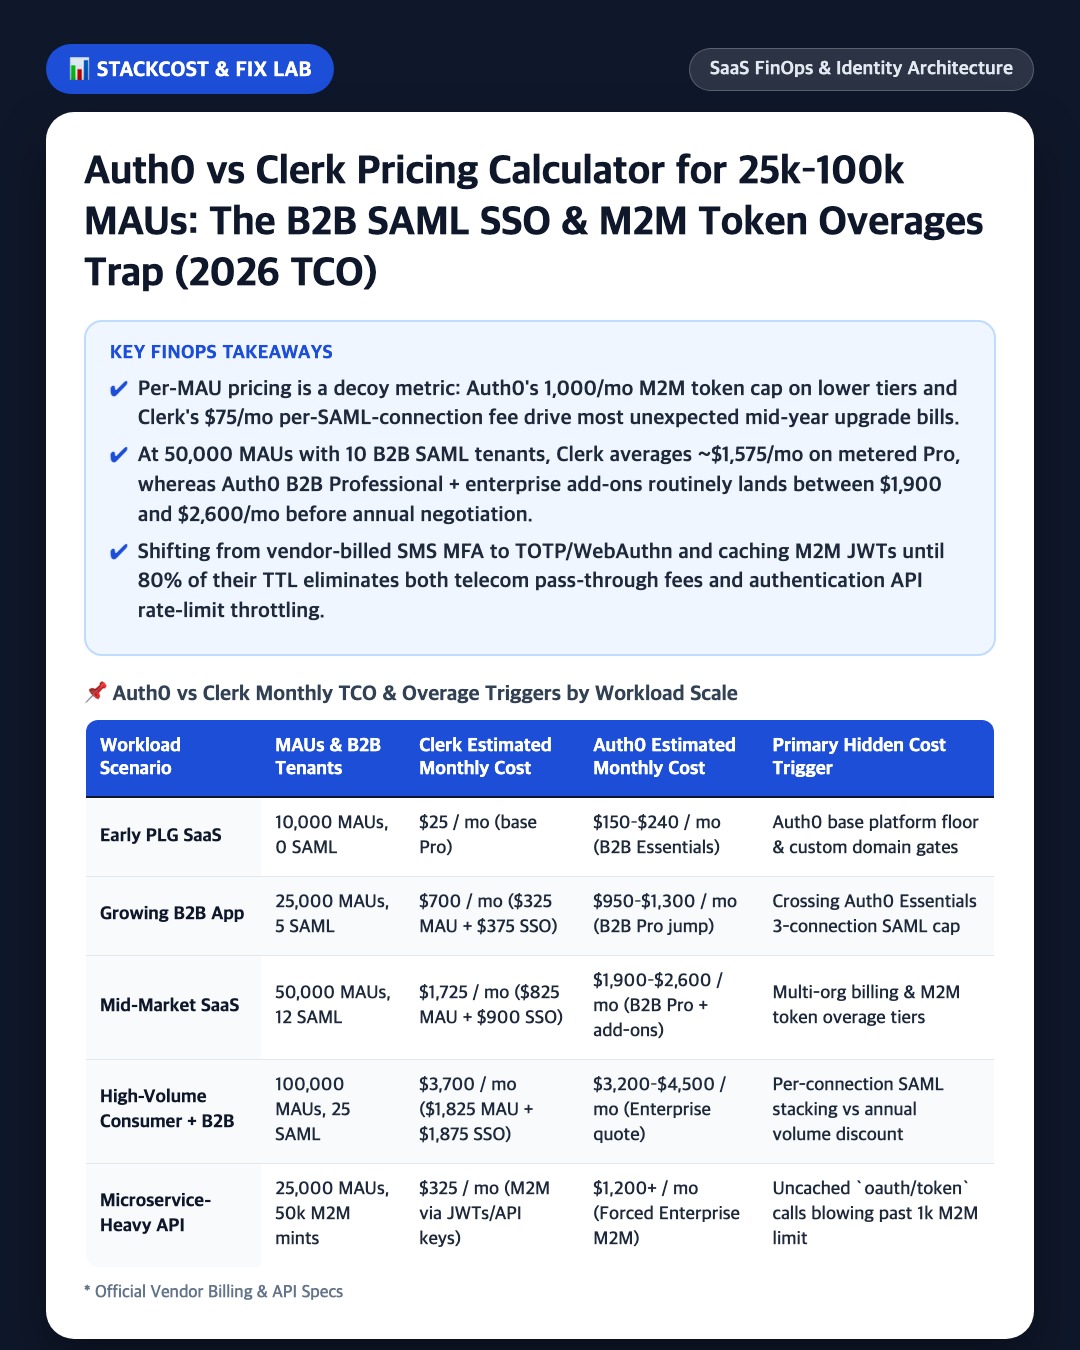 📊 STACKCOST & FIX LAB
SaaS FinOps & Identity Architecture
Auth0 vs Clerk Pricing Calculator for 25k-100k
MAUs: The B2B SAML SSO & M2M Token Overages
Trap (2026 TCO)
KEY FINOPS TAKEAWAYS
✔ Per-MAU pricing is a decoy metric: Auth0's 1,000/mo M2M token cap on lower tiers and
Clerk's $75/mo per-SAML-connection fee drive most unexpected mid-year upgrade bills.
✔ At 50,000 MAUs with 10 B2B SAML tenants, Clerk averages ~$1,575/mo on metered Pro,
whereas Auth0 B2B Professional + enterprise add-ons routinely lands between $1,900
and $2,600/mo before annual negotiation.
✔ Shifting from vendor-billed SMS MFA to TOTP/WebAuthn and caching M2M JWTs until
80% of their TTL eliminates both telecom pass-through fees and authentication API
rate-limit throttling.
📌 Auth0 vs Clerk Monthly TCO & Overage Triggers by Workload Scale
Workload
Scenario
MAUs & B2B
Tenants
Clerk Estimated
Monthly Cost
Auth0 Estimated
Monthly Cost
Primary Hidden Cost
Trigger
Early PLG SaaS
10,000 MAUs,
0 SAML
$25 / mo (base
Pro)
$150-$240 / mo
(B2B Essentials)
Auth0 base platform floor
& custom domain gates
Growing B2B App
25,000 MAUs,
5 SAML
$700 / mo ($325
MAU + $375 SSO)
$950-$1,300 / mo
(B2B Pro jump)
Crossing Auth0 Essentials
3-connection SAML cap
Mid-Market SaaS
50,000 MAUs,
12 SAML
$1,725 / mo ($825
MAU + $900 SSO)
$1,900-$2,600 /
mo (B2B Pro +
add-ons)
Multi-org billing & M2M
token overage tiers
High-Volume
Consumer + B2B
100,000
MAUs, 25
SAML
$3,700 / mo
($1,825 MAU +
$1,875 SSO)
$3,200-$4,500 /
mo (Enterprise
quote)
Per-connection SAML
stacking vs annual
volume discount
Microservice-
Heavy API
25,000 MAUs,
50k M2M
mints
$325 / mo (M2M
via JWTs/API
keys)
$1,200+ / mo
(Forced Enterprise
M2M)
Uncached `oauth/token`
calls blowing past 1k M2M
limit
* Official Vendor Billing & API Specs